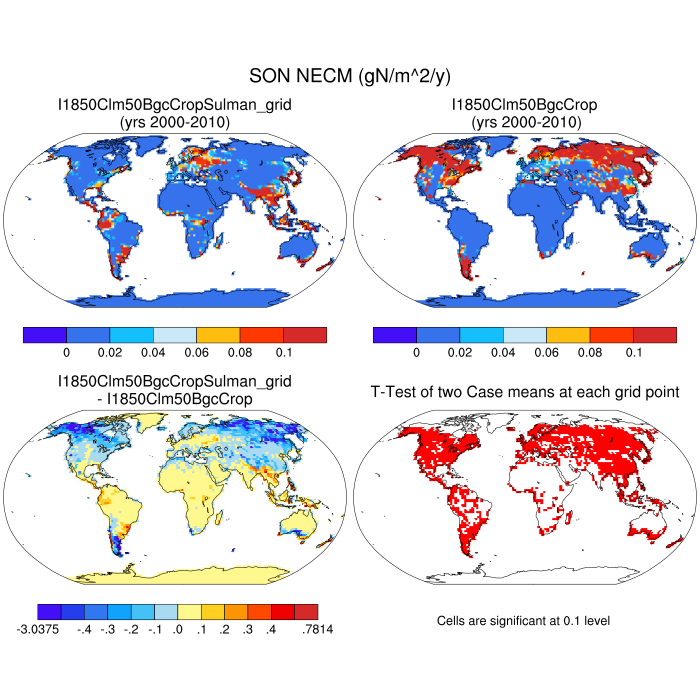 SON NECM (gN/m^2/y)
I1850Clm50BgcCropSulman_grid
(yrs 2000-2010)
I1850Clm50BgcCrop
(yrs 2000-2010)
0 0.02 0.04 0.06 0.08 0.1
0 0.02 0.04 0.06 0.08 0.1
I1850Clm50BgcCropSulman_grid
- I1850Clm50BgcCrop
T-Test of two Case means at each grid point
-3.0375 -.4 -.3 -.2 -.1 .0 .1 .2 .3 .4 .7814
Cells are significant at 0.1 level